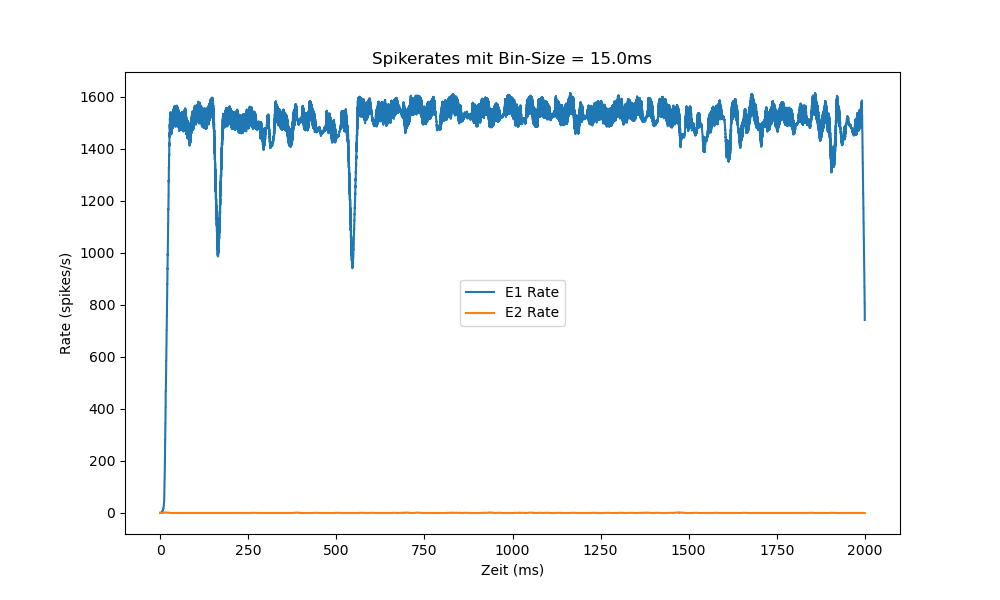 Spikerates mit Bin-Size = 15.0ms
Rate (spikes/s)
1600
1400
1200
1000
800
600
400
200
0
E1 Rate
E2 Rate
0 250 500 750 1000 1250 1500 1750 2000
Zeit (ms)